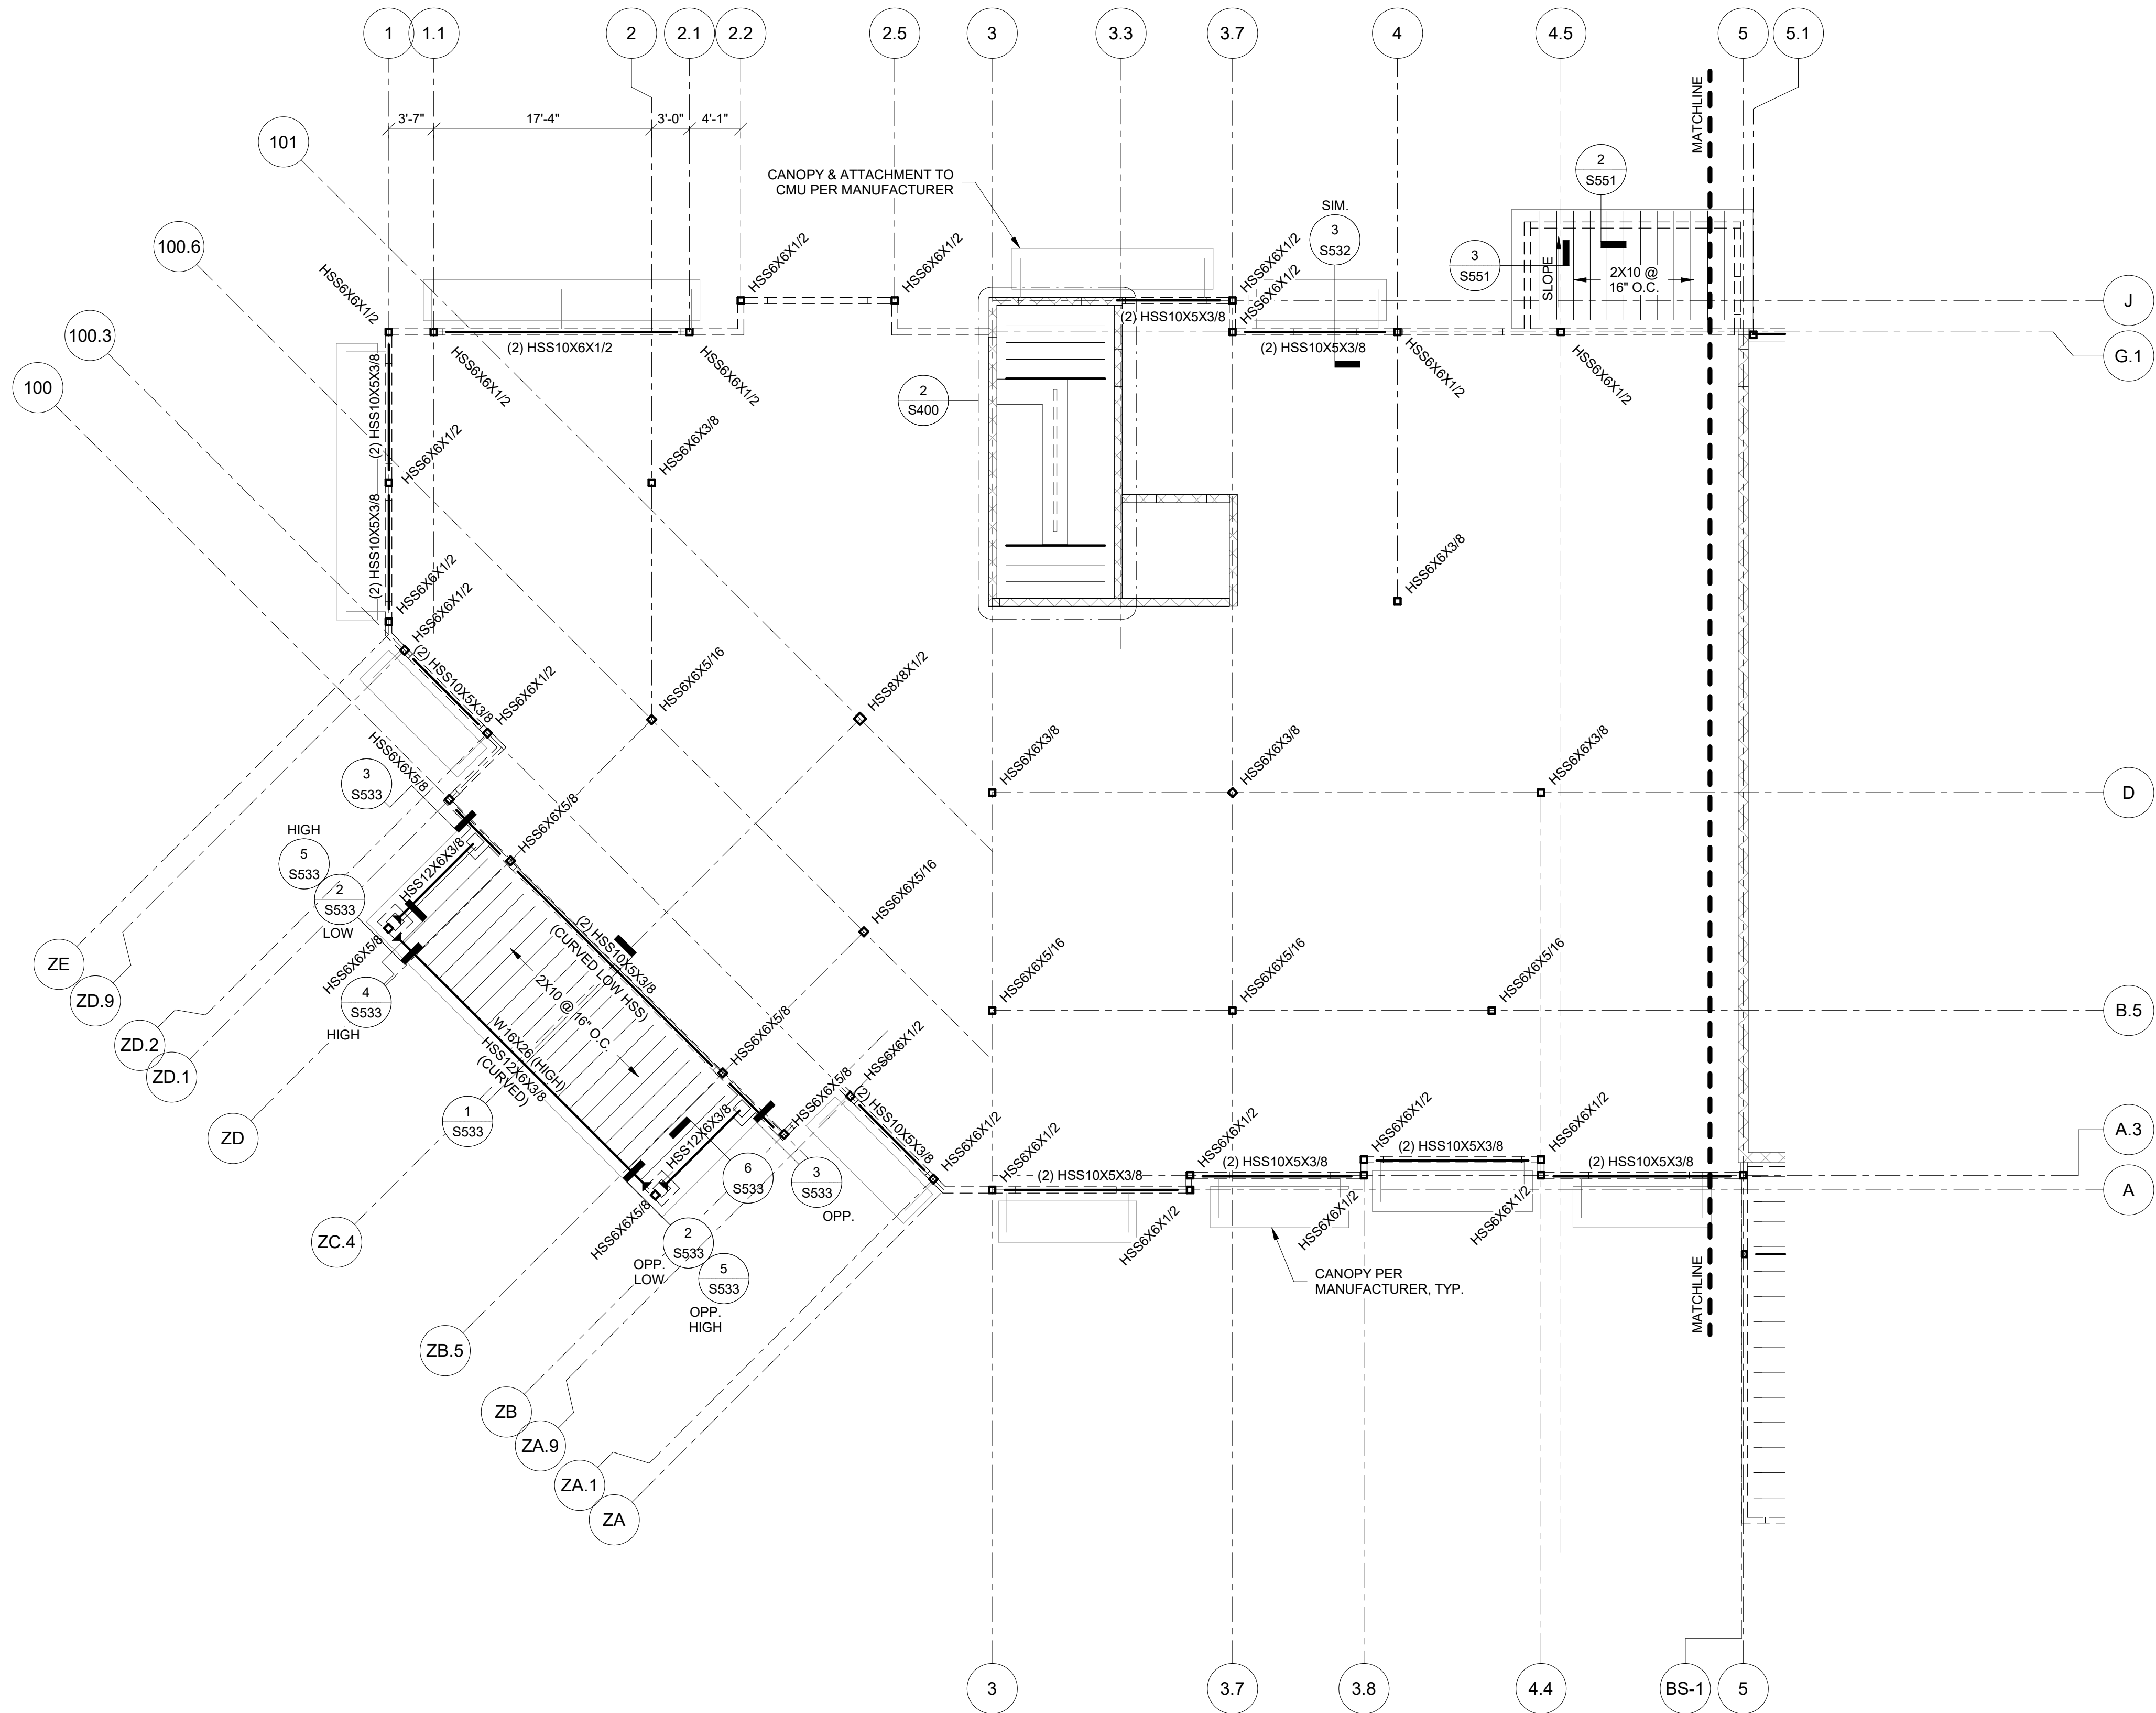 1
1.1
2
2.1
2.2
2.5
3
3.3
3.7
4
4.5
5
5.1
MATCHLINE
3'-7"
17'-4"
3'-0"
4'-1"
101
CANOPY & ATTACHMENT TO
CMU PER MANUFACTURER
2
S551
SIM.
3
S532
3
S551
SLOPE
2X10 @
16" O.C.
100.6
HSS6X6X1/2
HSS6X6X1/2
HSS6X6X1/2
HSS6X6X1/2
HSS6X6X1/2
J
100.3
(2) HSS10X6X1/2
(2) HSS10X5X3/8
(2) HSS10X5X3/8
G.1
HSS6X6X1/2
HSS6X6X1/2
HSS6X6X1/2
HSS6X6X1/2
100
(2) HSS10X5X3/8
2
S400
HSS6X6X1/2
HSS6X6X3/8
(2) HSS10X5X3/8
HSS6X6X3/8
HSS6X6X1/2
HSS6X6X1/2
(2) HSS10X5X3/8
HSS6X6X1/2
HSS6X6X5/16
HSS8X8X1/2
HSS6X6X5/8
3
S533
HSS6X6X3/8
HSS6X6X3/8
HSS6X6X3/8
D
HSS6X6X5/8
HIGH
5
S533
2
S533
LOW
HSS12X6X3/8
HSS6X6X5/16
(2) HSS10X5X3/8
(CURVED LOW HSS)
2X10 @ 16" O.C.
HSS6X6X5/8
4
S533
HIGH
ZE
ZD.9
ZD.2
ZD.1
ZD
HSS6X6X5/16
HSS6X6X5/16
HSS6X6X5/16
B.5
W16X26 (HIGH)
HSS12X6X3/8
(CURVED)
1
S533
HSS6X6X5/8
HSS6X6X5/8
HSS6X6X1/2
(2) HSS10X5X3/8
HSS6X6X1/2
HSS12X6X3/8
6
S533
3
S533
OPP.
HSS6X6X5/8
2
S533
OPP.
LOW
5
S533
OPP.
HIGH
HSS6X6X1/2
(2) HSS10X5X3/8
HSS6X6X1/2
(2) HSS10X5X3/8
HSS6X6X1/2
(2) HSS10X5X3/8
HSS6X6X1/2
(2) HSS10X5X3/8
A.3
A
HSS6X6X1/2
HSS6X6X1/2
HSS6X6X1/2
CANOPY PER
MANUFACTURER, TYP.
MATCHLINE
ZC.4
ZB.5
ZB
ZA.9
ZA.1
ZA
3
3.7
3.8
4.4
BS-1
5